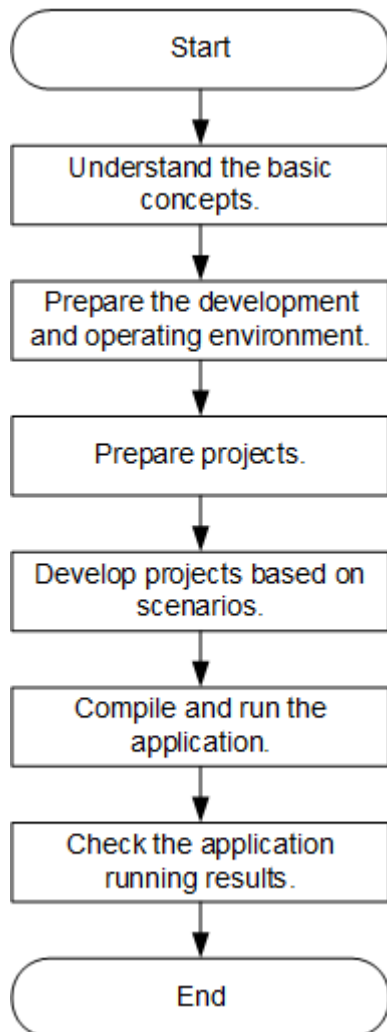 Start
Understand the basic
concepts.
Prepare the development
and operating environment.
Prepare projects.
Develop projects based on
scenarios.
Compile and run the
application.
Check the application
running results.
End